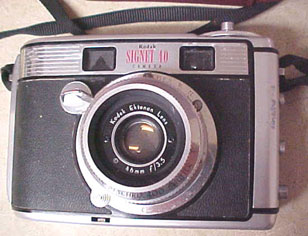 Kodak
SIGNET 40
CAMERA
Kodak Ektanon Lens
46mm f/3.5